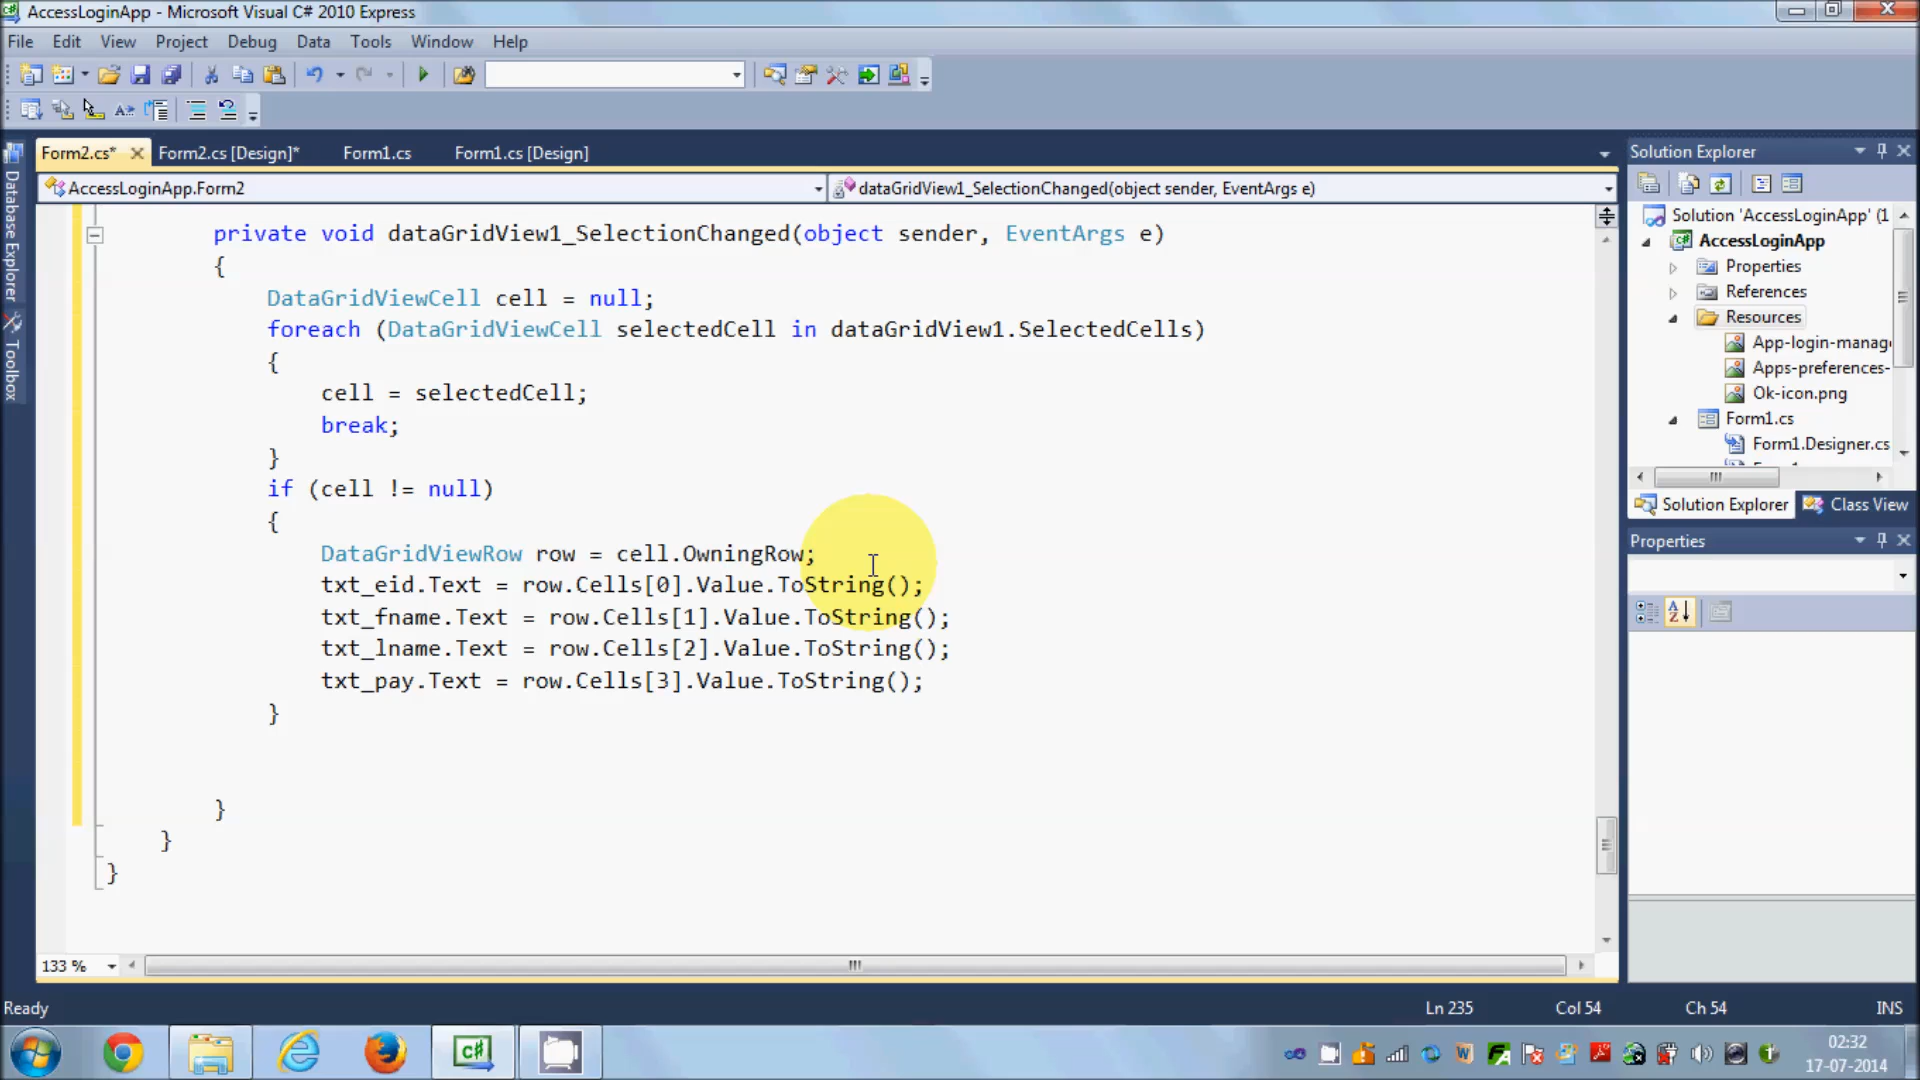 AccessLoginApp - Microsoft Visual C# 2010 Express
File Edit View Project Debug Data Tools Window Help
Form2.cs* Form2.cs [Design]* Form1.cs Form1.cs [Design]
AccessLoginApp.Form2 dataGridView1_SelectionChanged(object sender, EventArgs e)
Database Explorer
Toolbox
private void dataGridView1_SelectionChanged(object sender, EventArgs e)
{
DataGridViewCell cell = null;
foreach (DataGridViewCell selectedCell in dataGridView1.SelectedCells)
{
cell = selectedCell;
break;
}
if (cell != null)
{
DataGridViewRow row = cell.OwningRow;
txt_eid.Text = row.Cells[0].Value.ToString();
txt_fname.Text = row.Cells[1].Value.ToString();
txt_lname.Text = row.Cells[2].Value.ToString();
txt_pay.Text = row.Cells[3].Value.ToString();
}
}
}
}
133 %
Solution Explorer
Solution 'AccessLoginApp' (1
AccessLoginApp
Properties
References
Resources
App-login-manag
Apps-preferences-
Ok-icon.png
Form1.cs
Form1.Designer.cs
Solution Explorer Class View
Properties
Ready Ln 235 Col 54 Ch 54 INS
02:32
17-07-2014